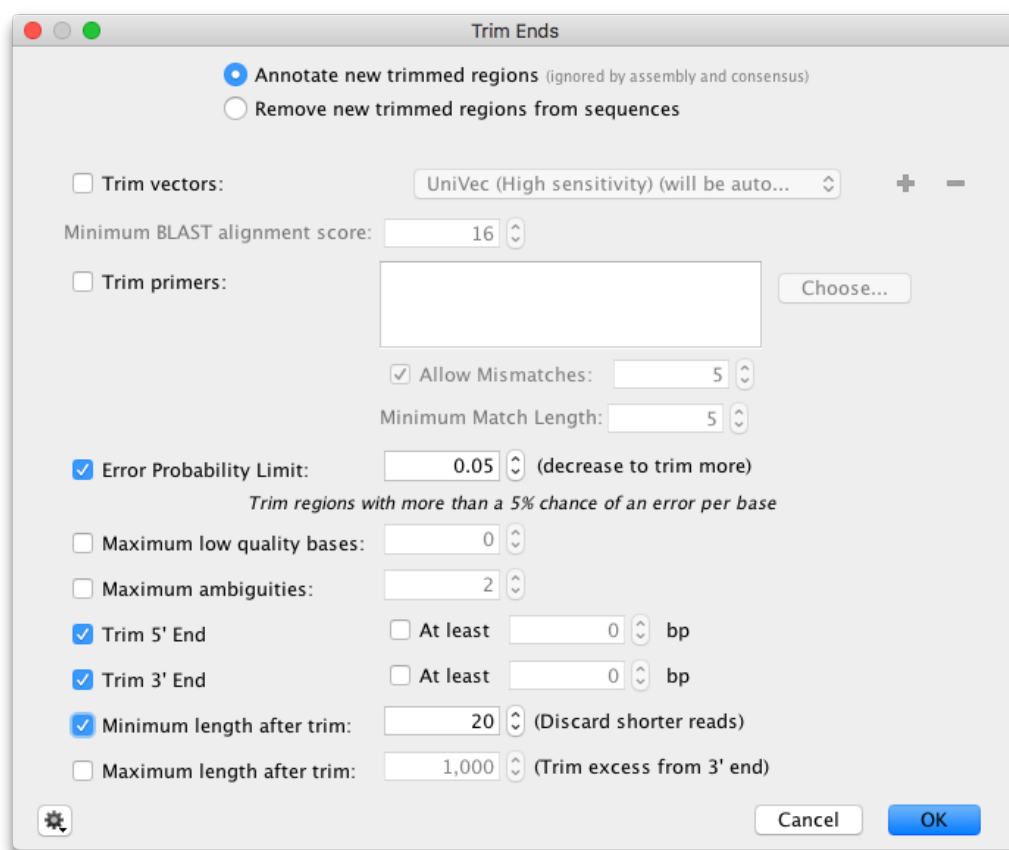 Trim Ends
Annotate new trimmed regions (ignored by assembly and consensus)
Remove new trimmed regions from sequences
Trim vectors: UniVec (High sensitivity) (will be auto...
Minimum BLAST alignment score: 16
Trim primers: Choose...
Allow Mismatches: 5
Minimum Match Length: 5
Error Probability Limit: 0.05 (decrease to trim more)
Trim regions with more than a 5% chance of an error per base
Maximum low quality bases: 0
Maximum ambiguities: 2
Trim 5' End At least 0 bp
Trim 3' End At least 0 bp
Minimum length after trim: 20 (Discard shorter reads)
Maximum length after trim: 1,000 (Trim excess from 3' end)
Cancel OK